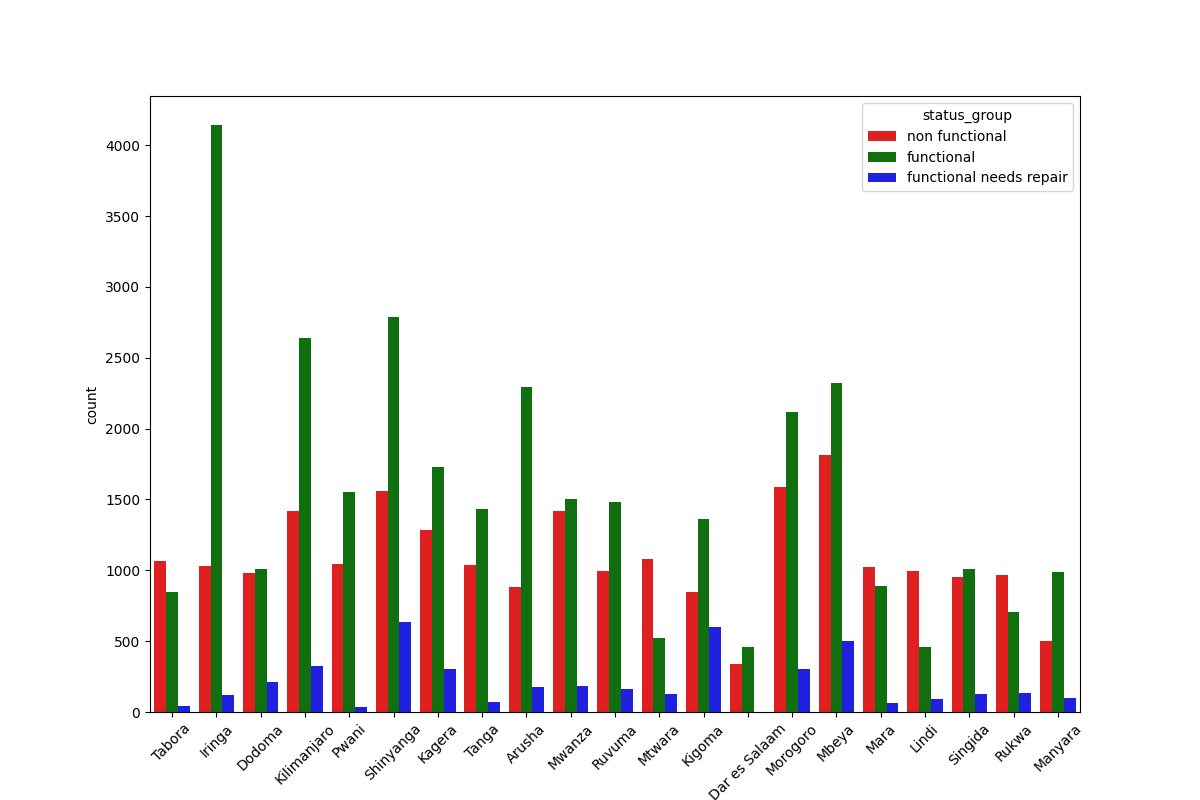 status_group
non functional
functional
functional needs repair
count
4000
3500
3000
2500
2000
1500
1000
500
0
Tabora
Iringa
Dodoma
Kilimanjaro
Pwani
Shinyanga
Kagera
Tanga
Arusha
Mwanza
Ruvuma
Mtwara
Kigoma
Dar es Salaam
Morogoro
Mbeya
Mara
Lindi
Singida
Rukwa
Manyara